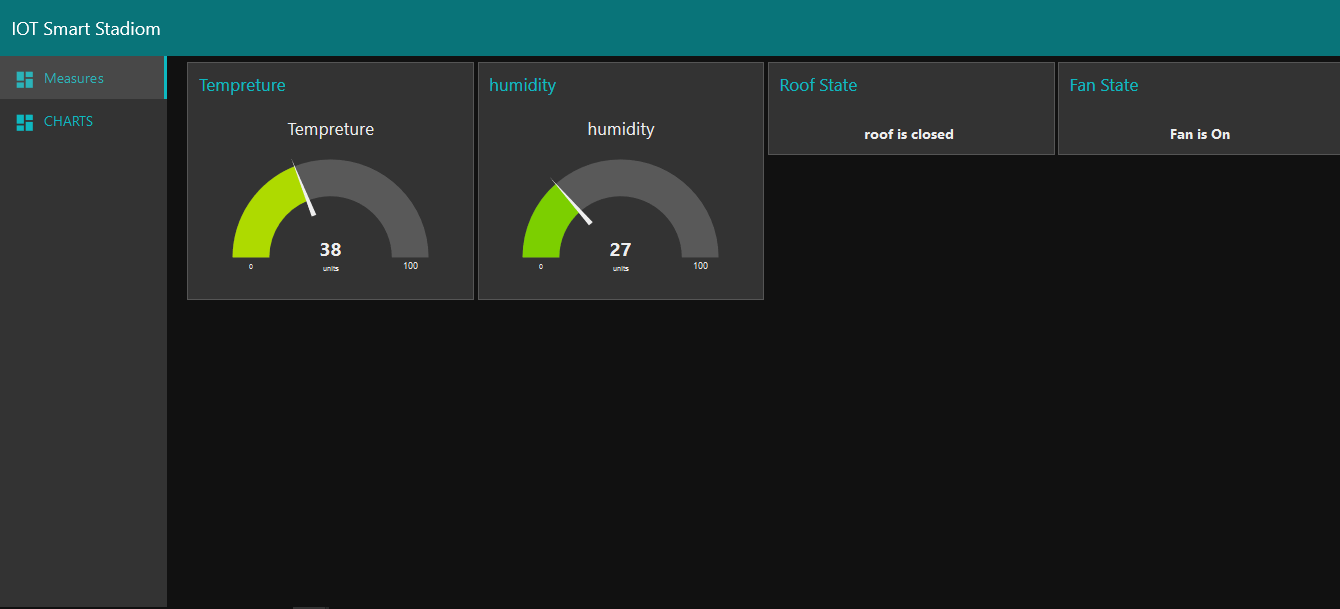 IOT Smart Stadiom
Measures
CHARTS
Tempreture
Tempreture
38
units
0
100
humidity
humidity
27
units
0
100
Roof State
roof is closed
Fan State
Fan is On